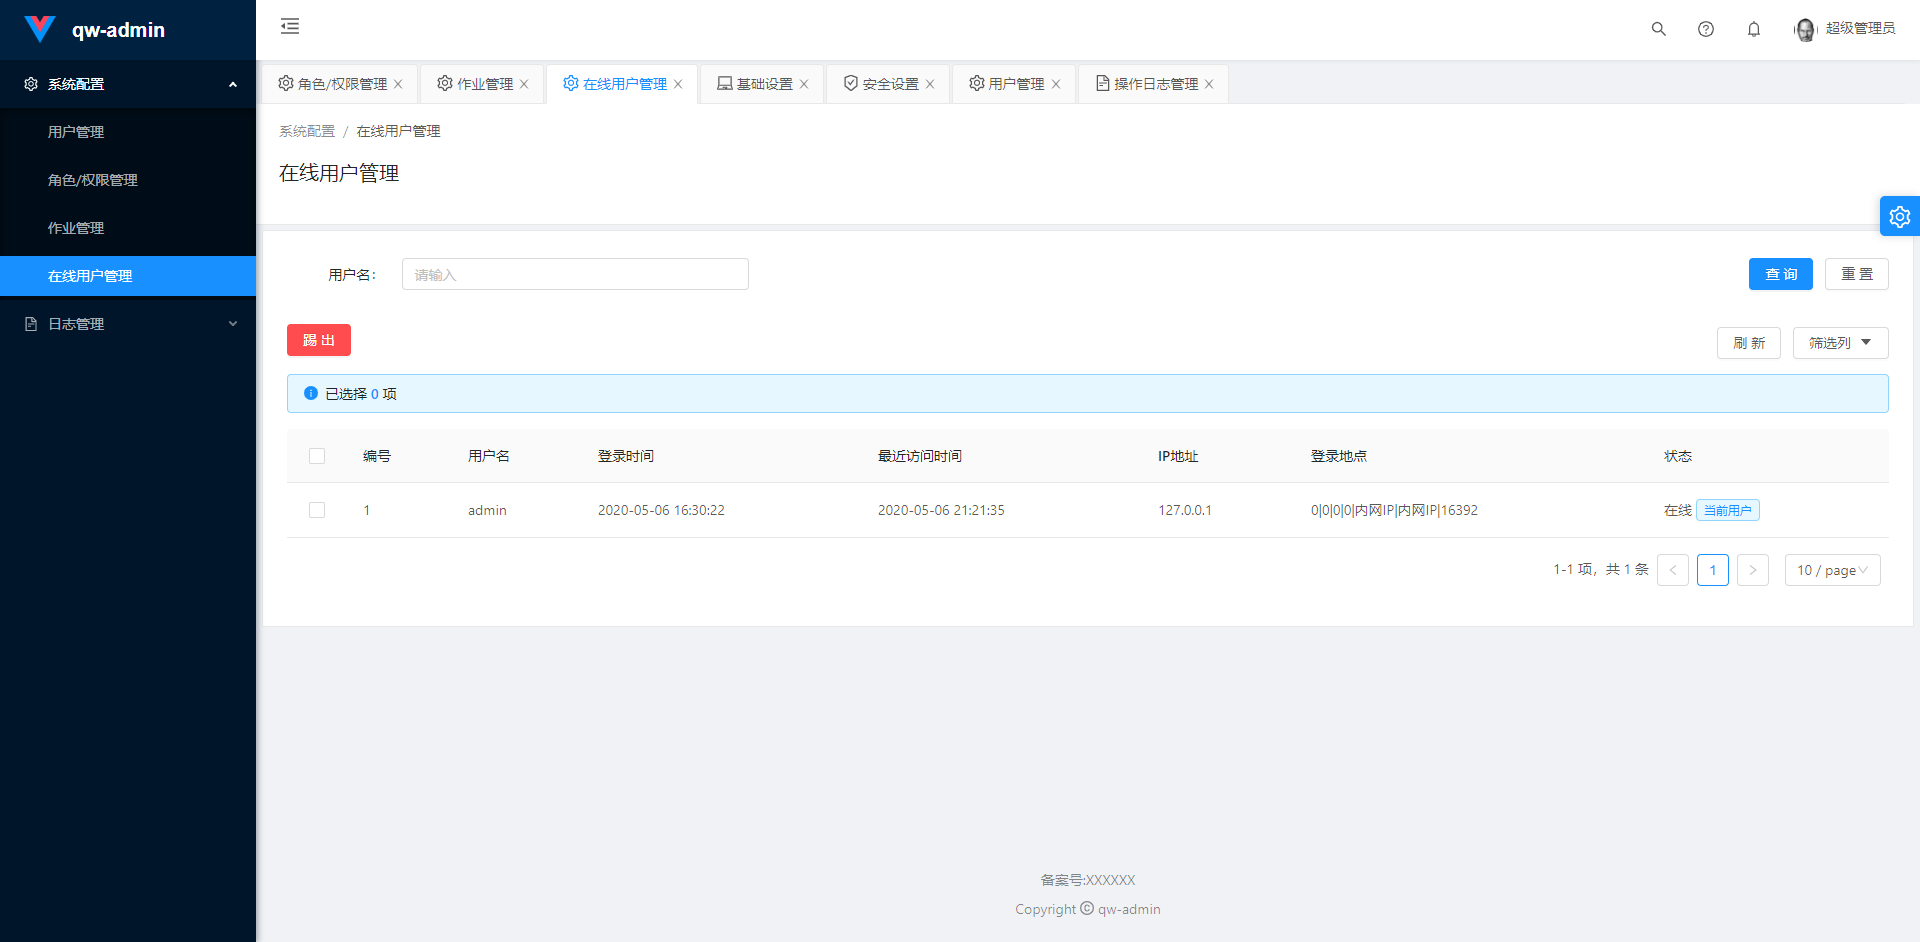 qw-admin
超级管理员
系统配置
用户管理
角色/权限管理
作业管理
在线用户管理
日志管理
角色/权限管理 作业管理 在线用户管理 基础设置 安全设置 用户管理 操作日志管理
系统配置 / 在线用户管理
在线用户管理
用户名: 请输入 查 询 重 置
踢 出 刷 新 筛选列
已选择 0 项
编号 用户名 登录时间 最近访问时间 IP地址 登录地点 状态
1 admin 2020-05-06 16:30:22 2020-05-06 21:21:35 127.0.0.1 0|0|0|0|内网IP|内网IP|16392 在线 当前用户
1-1 项，共 1 条 < 1 > 10 / page
备案号:XXXXXX
Copyright © qw-admin